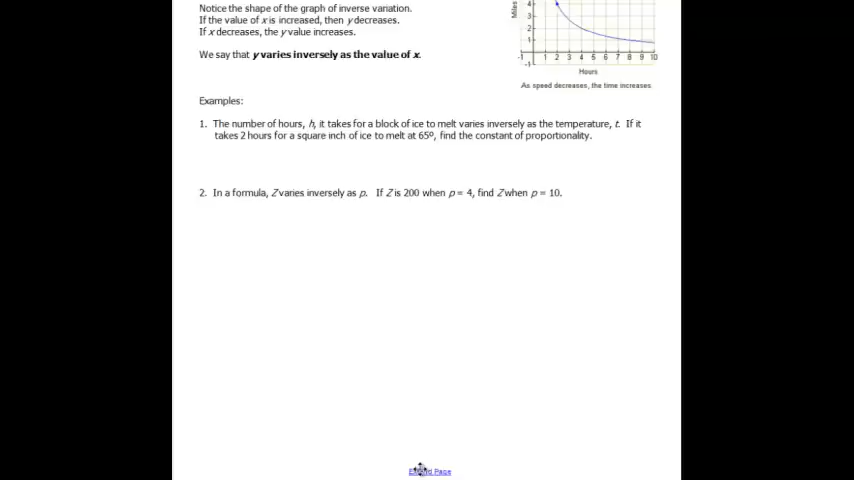 Notice the shape of the graph of inverse variation.
If the value of x is increased, then y decreases.
If x decreases, the y value increases.
We say that y varies inversely as the value of x.
Miles
4
3
2
1
-1
-1 1 2 3 4 5 6 7 8 9 10
Hours
As speed decreases, the time increases.
Examples:
1. The number of hours, h, it takes for a block of ice to melt varies inversely as the temperature, t. If it
takes 2 hours for a square inch of ice to melt at 65º, find the constant of proportionality.
2. In a formula, Z varies inversely as p. If Z is 200 when p = 4, find Z when p = 10.
Page